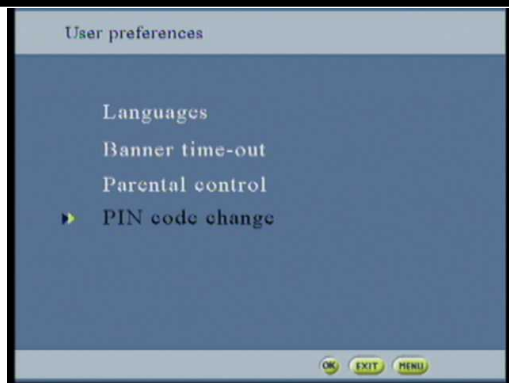 User preferences
Languages
Banner time-out
Parental control
PIN code change
OK EXIT MENU